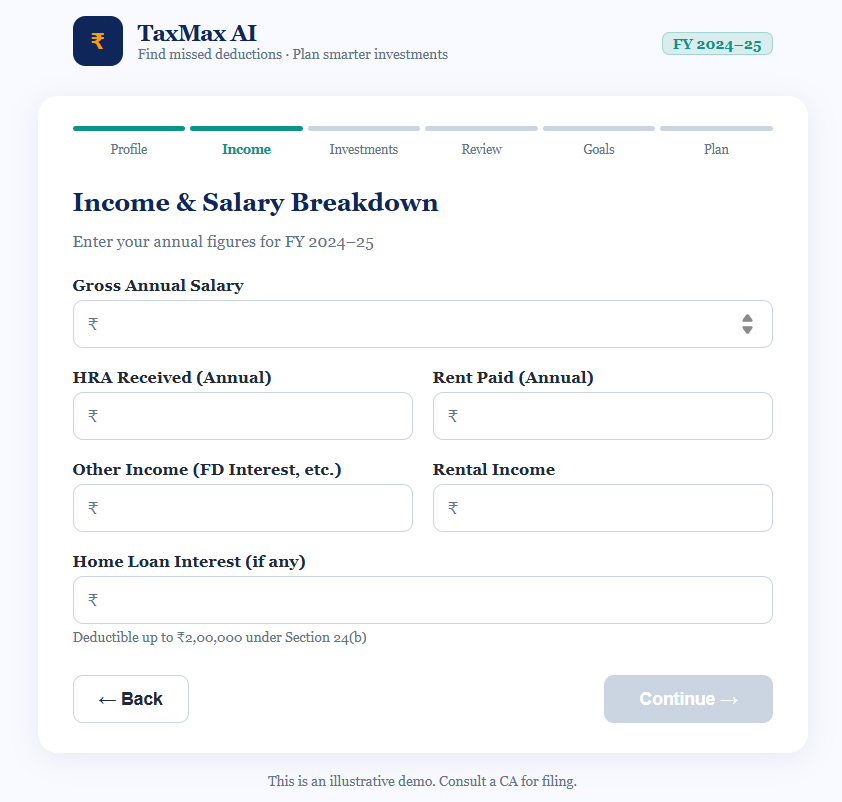 ₹
TaxMax AI
Find missed deductions · Plan smarter investments
FY 2024–25
Profile
Income
Investments
Review
Goals
Plan
Income & Salary Breakdown
Enter your annual figures for FY 2024–25
Gross Annual Salary
₹
HRA Received (Annual)
₹
Rent Paid (Annual)
₹
Other Income (FD Interest, etc.)
₹
Rental Income
₹
Home Loan Interest (if any)
₹
Deductible up to ₹2,00,000 under Section 24(b)
← Back
Continue →
This is an illustrative demo. Consult a CA for filing.